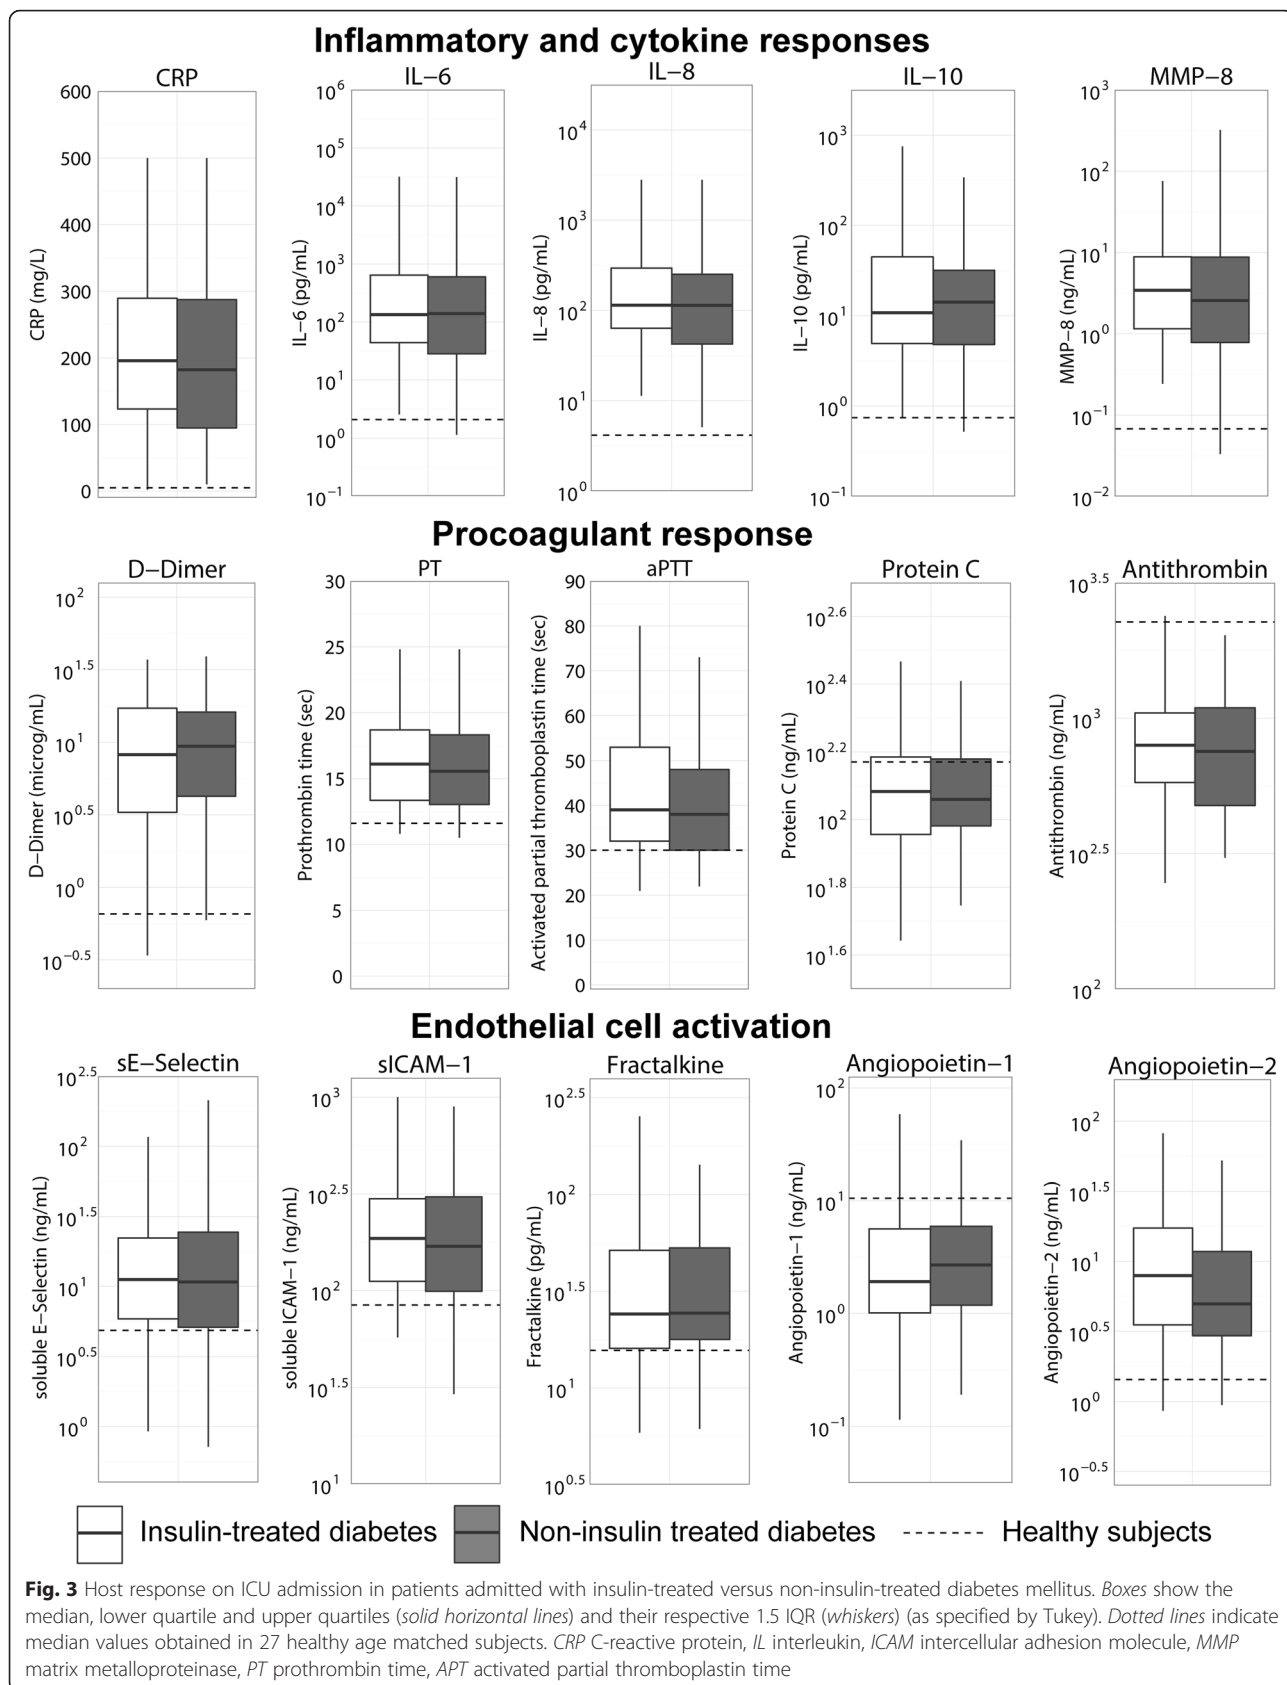 Inflammatory and cytokine responses
CRP
IL−6
IL−8
IL−10
MMP−8
CRP (mg/L)
600
500
400
300
200
100
0
IL−6 (pg/mL)
10^6
10^5
10^4
10^3
10^2
10^1
10^0
10^−1
IL−8 (pg/mL)
10^4
10^3
10^2
10^1
10^0
IL−10 (pg/mL)
10^3
10^2
10^1
10^0
10^−1
MMP−8 (ng/mL)
10^3
10^2
10^1
10^0
10^−1
10^−2
Procoagulant response
D−Dimer
PT
aPTT
Protein C
Antithrombin
D−Dimer (microg/mL)
10^2
10^1.5
10^1
10^0.5
10^0
10^−0.5
Prothrombin time (sec)
30
25
20
15
10
5
0
Activated partial thromboplastin time (sec)
90
80
70
60
50
40
30
20
10
0
Protein C (ng/mL)
10^2.6
10^2.4
10^2.2
10^2
10^1.8
10^1.6
Antithrombin (ng/mL)
10^3.5
10^3
10^2.5
10^2
Endothelial cell activation
sE−Selectin
sICAM−1
Fractalkine
Angiopoietin−1
Angiopoietin−2
soluble E−Selectin (ng/mL)
10^2.5
10^2
10^1.5
10^1
10^0.5
10^0
soluble ICAM−1 (ng/mL)
10^3
10^2.5
10^2
10^1.5
10^1
Fractalkine (pg/mL)
10^2.5
10^2
10^1.5
10^1
10^0.5
Angiopoietin−1 (ng/mL)
10^2
10^1
10^0
10^−1
Angiopoietin−2 (ng/mL)
10^2
10^1.5
10^1
10^0.5
10^0
10^−0.5
Insulin-treated diabetes
Non-insulin treated diabetes
Healthy subjects
Fig. 3 Host response on ICU admission in patients admitted with insulin-treated versus non-insulin-treated diabetes mellitus. Boxes show the
median, lower quartile and upper quartiles (solid horizontal lines) and their respective 1.5 IQR (whiskers) (as specified by Tukey). Dotted lines indicate
median values obtained in 27 healthy age matched subjects. CRP C-reactive protein, IL interleukin, ICAM intercellular adhesion molecule, MMP
matrix metalloproteinase, PT prothrombin time, APT activated partial thromboplastin time